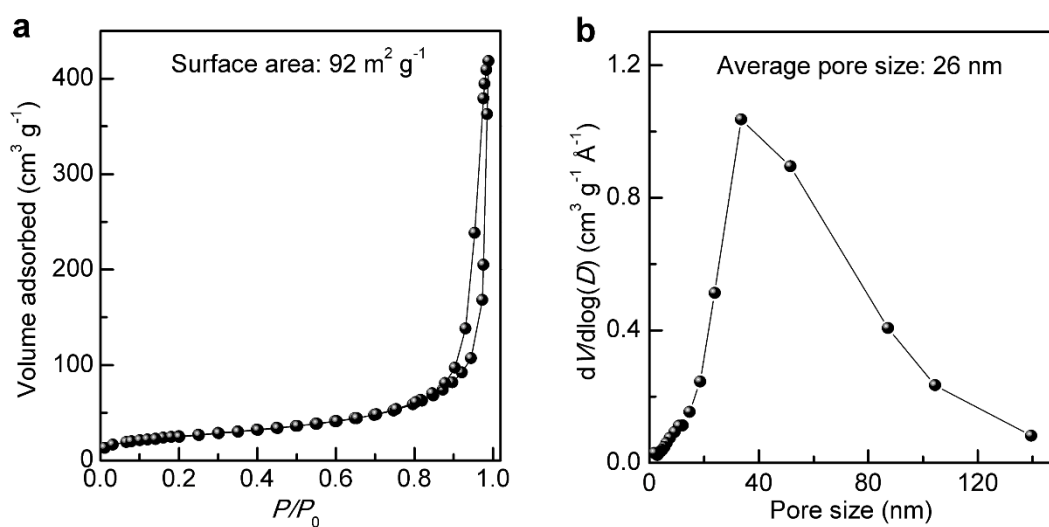 a
Surface area: 92 m² g⁻¹
Volume adsorbed (cm³ g⁻¹)
400
300
200
100
0
0.0 0.2 0.4 0.6 0.8 1.0
P/P₀
b
Average pore size: 26 nm
dV/dlog(D) (cm³ g⁻¹ Å⁻¹)
1.2
0.8
0.4
0.0
0 40 80 120
Pore size (nm)